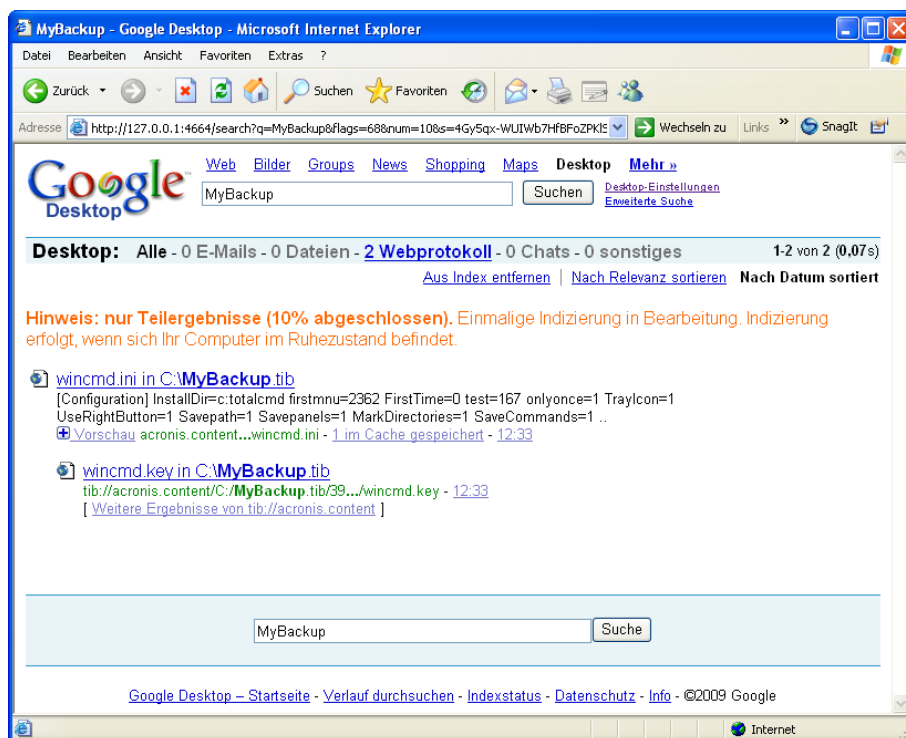 MyBackup - Google Desktop - Microsoft Internet Explorer
Datei Bearbeiten Ansicht Favoriten Extras ?
Zurück Suchen Favoriten
Adresse http://127.0.0.1:4664/search?q=MyBackup&flags=68&num=10&s=4Gy5qx-WUIWb7HfBFoZPKlS Wechseln zu Links » SnagIt
Google Desktop
Web Bilder Groups News Shopping Maps Desktop Mehr »
MyBackup Suchen Desktop-Einstellungen
Erweiterte Suche
Desktop: Alle - 0 E-Mails - 0 Dateien - 2 Webprotokoll - 0 Chats - 0 sonstiges 1-2 von 2 (0,07s)
Aus Index entfernen | Nach Relevanz sortieren Nach Datum sortiert
Hinweis: nur Teilergebnisse (10% abgeschlossen). Einmalige Indizierung in Bearbeitung. Indizierung
erfolgt, wenn sich Ihr Computer im Ruhezustand befindet.
wincmd.ini in C:\MyBackup.tib
[Configuration] InstallDir=c:totalcmd firstmnu=2362 FirstTime=0 test=167 onlyonce=1 TrayIcon=1
UseRightButton=1 Savepath=1 Savepanels=1 MarkDirectories=1 SaveCommands=1 ..
Vorschau acronis.content...wincmd.ini - 1 im Cache gespeichert - 12:33
wincmd.key in C:\MyBackup.tib
tib://acronis.content/C:/MyBackup.tib/39.../wincmd.key - 12:33
[ Weitere Ergebnisse von tib://acronis.content ]
MyBackup Suche
Google Desktop – Startseite - Verlauf durchsuchen - Indexstatus - Datenschutz - Info - ©2009 Google
Internet